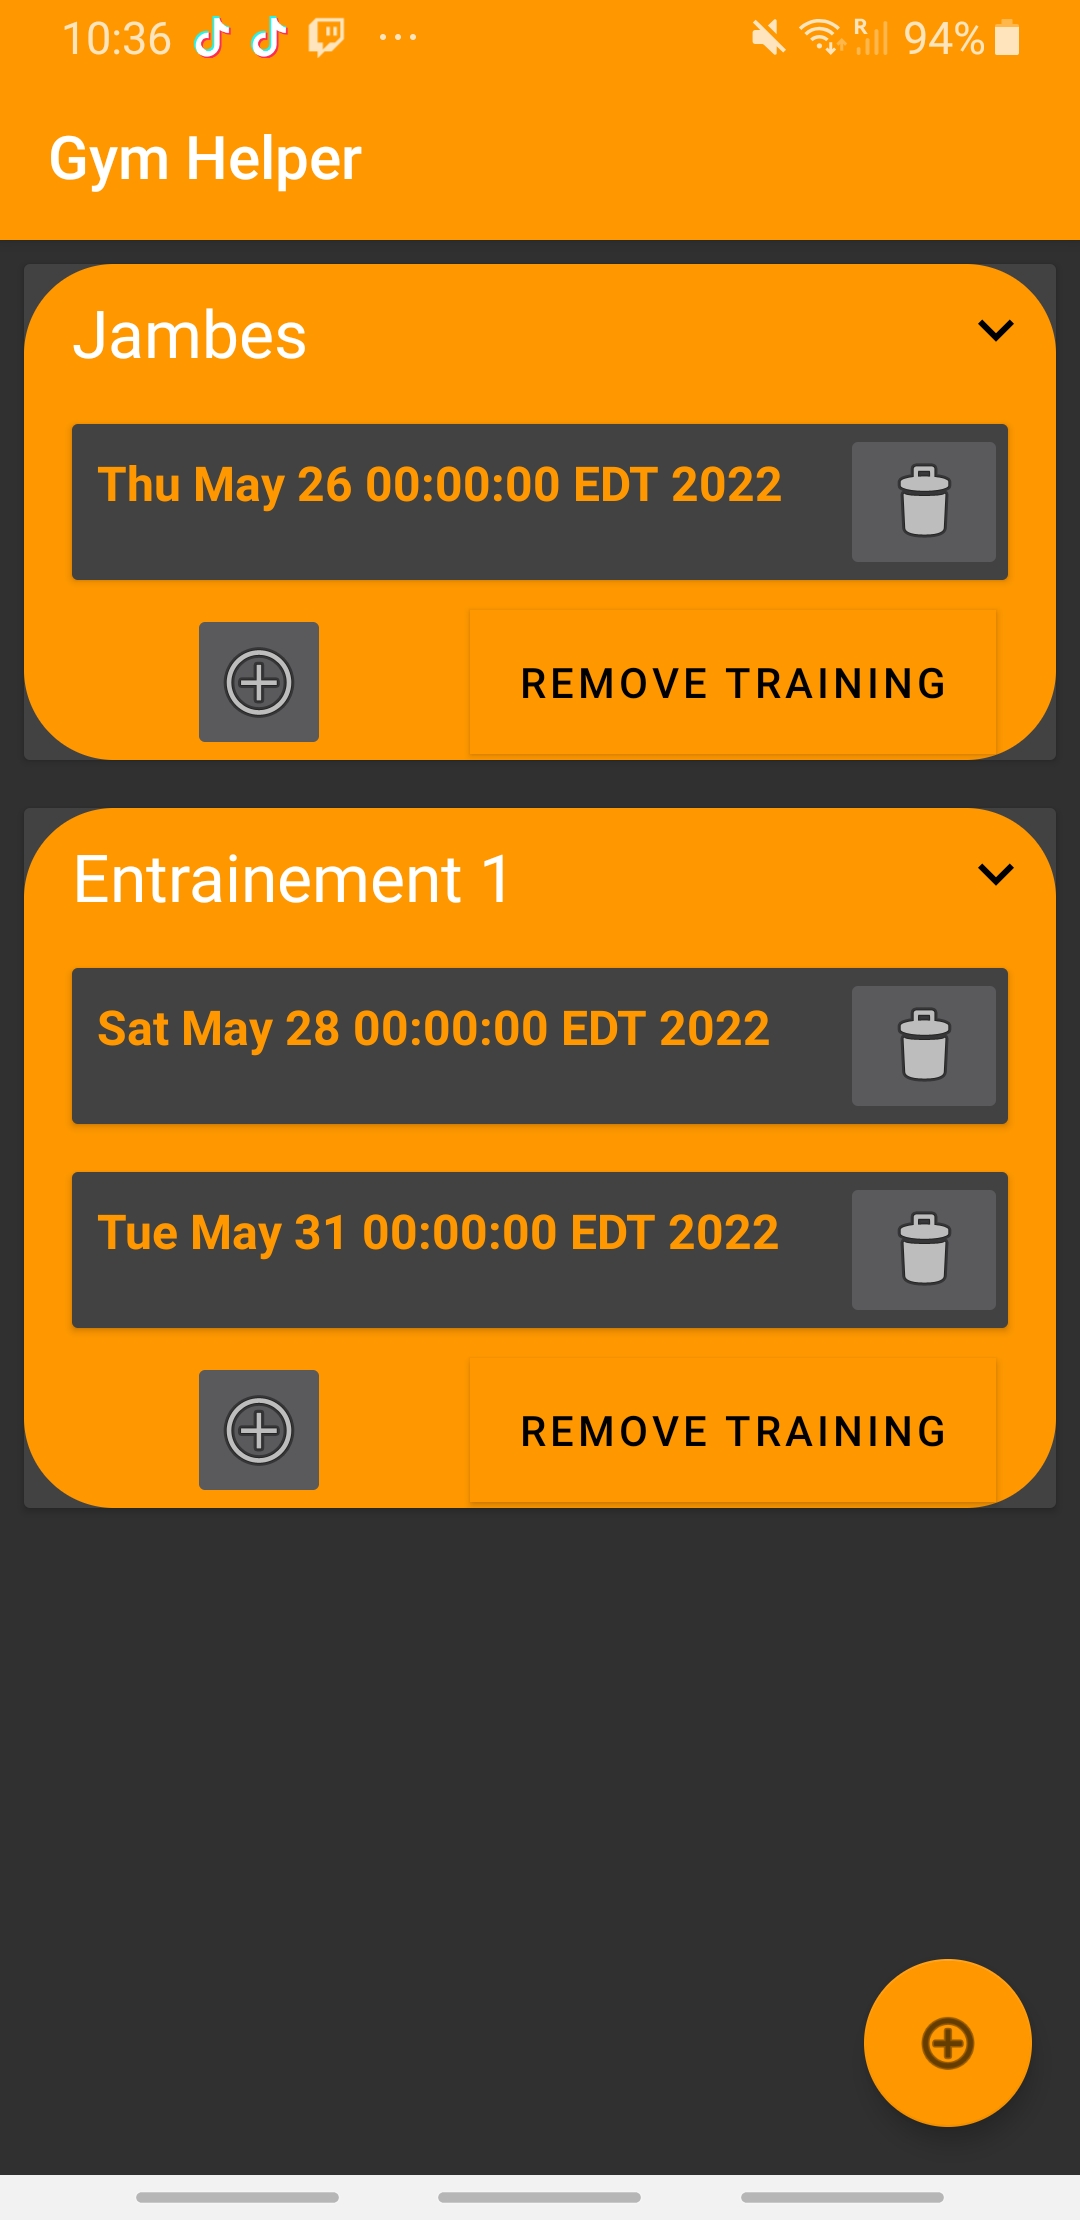 10:36 ... R 94%
Gym Helper
Jambes
Thu May 26 00:00:00 EDT 2022
REMOVE TRAINING
Entrainement 1
Sat May 28 00:00:00 EDT 2022
Tue May 31 00:00:00 EDT 2022
REMOVE TRAINING